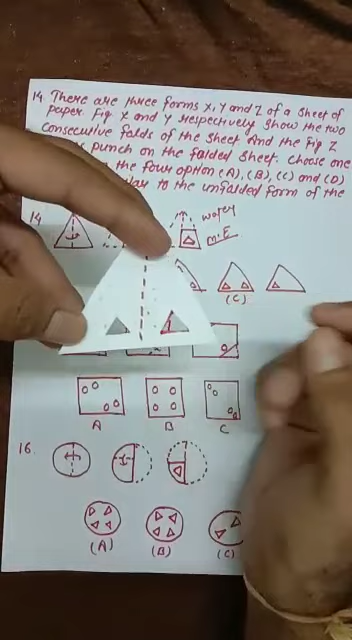 14. There are three forms X, Y and Z of a sheet of
paper. Fig X and Y respectively show the two
consecutive folds of the sheet And the Fig Z
punch on the folded sheet. Choose one
the four option (A), (B), (C) and (D)
to the unfolded form of the
14
water
m.E
(C)
A B C
16.
(A) (B) (C)